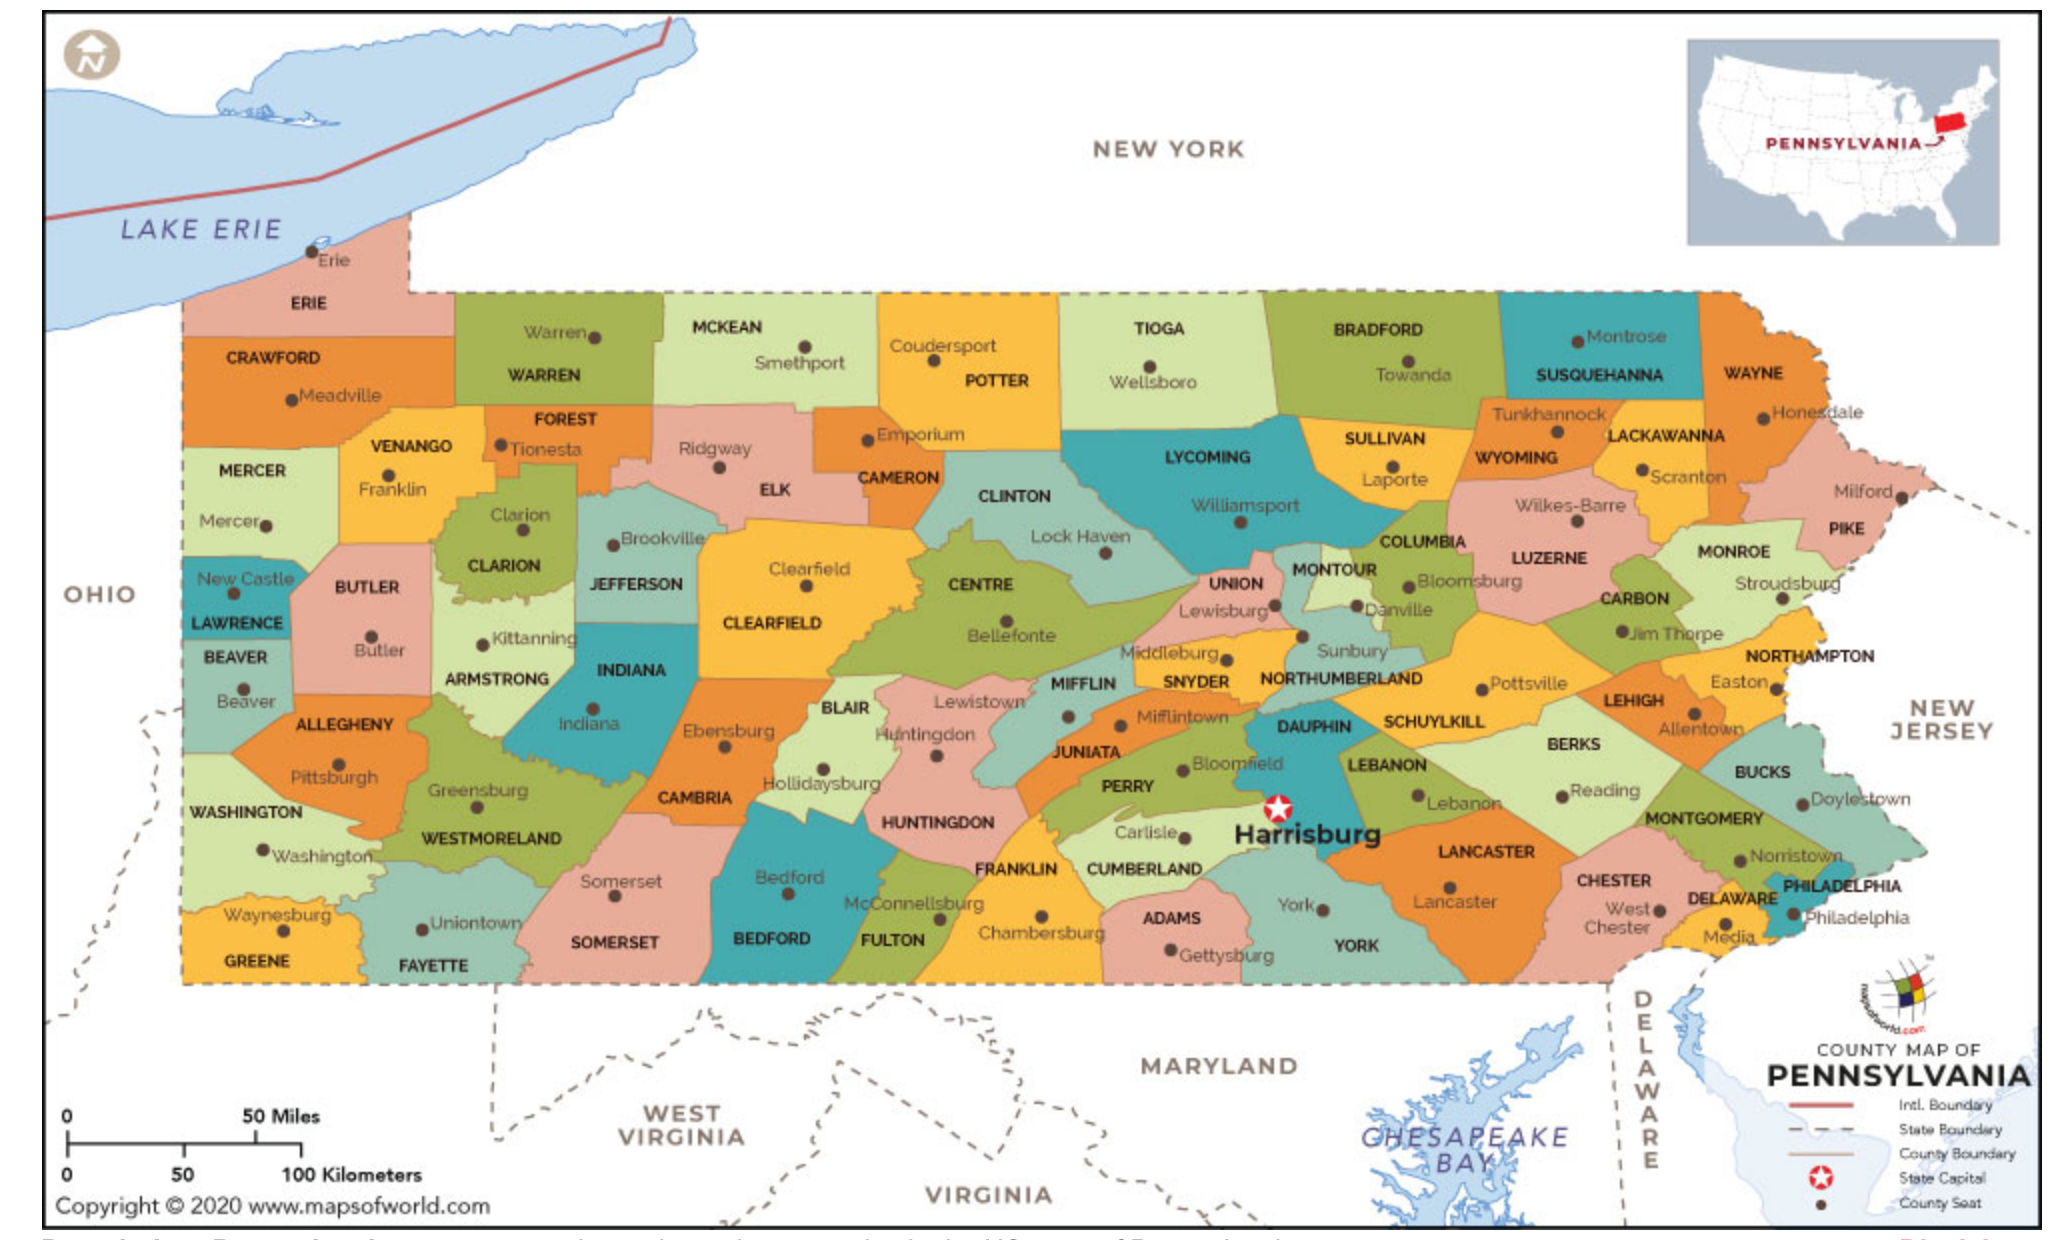 N
NEW YORK
PENNSYLVANIA
LAKE ERIE
Erie
ERIE
CRAWFORD
Meadville
Warren
WARREN
MCKEAN
Smethport
Coudersport
POTTER
TIOGA
Wellsboro
BRADFORD
Towanda
Montrose
SUSQUEHANNA
WAYNE
Honesdale
VENANGO
Franklin
FOREST
Tionesta
Ridgway
ELK
Emporium
CAMERON
CLINTON
Lock Haven
LYCOMING
Williamsport
SULLIVAN
Laporte
Tunkhannock
WYOMING
LACKAWANNA
Scranton
Milford
PIKE
MERCER
Mercer
Clarion
CLARION
Brookville
JEFFERSON
Clearfield
CLEARFIELD
CENTRE
Bellefonte
UNION
Lewisburg
MONTOUR
Danville
COLUMBIA
Bloomsburg
Wilkes-Barre
LUZERNE
CARBON
Jim Thorpe
MONROE
Stroudsburg
OHIO
New Castle
LAWRENCE
BUTLER
Butler
Kittanning
ARMSTRONG
INDIANA
Indiana
BEAVER
Beaver
ALLEGHENY
Pittsburgh
Ebensburg
CAMBRIA
BLAIR
Hollidaysburg
Huntingdon
HUNTINGDON
Lewistown
MIFFLIN
Middleburg
SNYDER
Sunbury
NORTHUMBERLAND
Mifflintown
JUNIATA
Bloomfield
PERRY
DAUPHIN
Harrisburg
Pottsville
SCHUYLKILL
LEHIGH
Allentown
NORTHAMPTON
Easton
NEW
JERSEY
LEBANON
Lebanon
BERKS
Reading
BUCKS
Doylestown
MONTGOMERY
Norristown
WASHINGTON
Washington
Greensburg
WESTMORELAND
Somerset
SOMERSET
Bedford
BEDFORD
McConnellsburg
FULTON
FRANKLIN
Chambersburg
Carlisle
CUMBERLAND
ADAMS
Gettysburg
York
YORK
LANCASTER
Lancaster
CHESTER
West
Chester
DELAWARE
Media
PHILADELPHIA
Philadelphia
Waynesburg
GREENE
Uniontown
FAYETTE
MARYLAND
WEST
VIRGINIA
VIRGINIA
CHESAPEAKE
BAY
DELAWARE
mapsofworld.com
COUNTY MAP OF
PENNSYLVANIA
Intl. Boundary
State Boundary
County Boundary
State Capital
County Seat
0 50 Miles
0 50 100 Kilometers
Copyright © 2020 www.mapsofworld.com